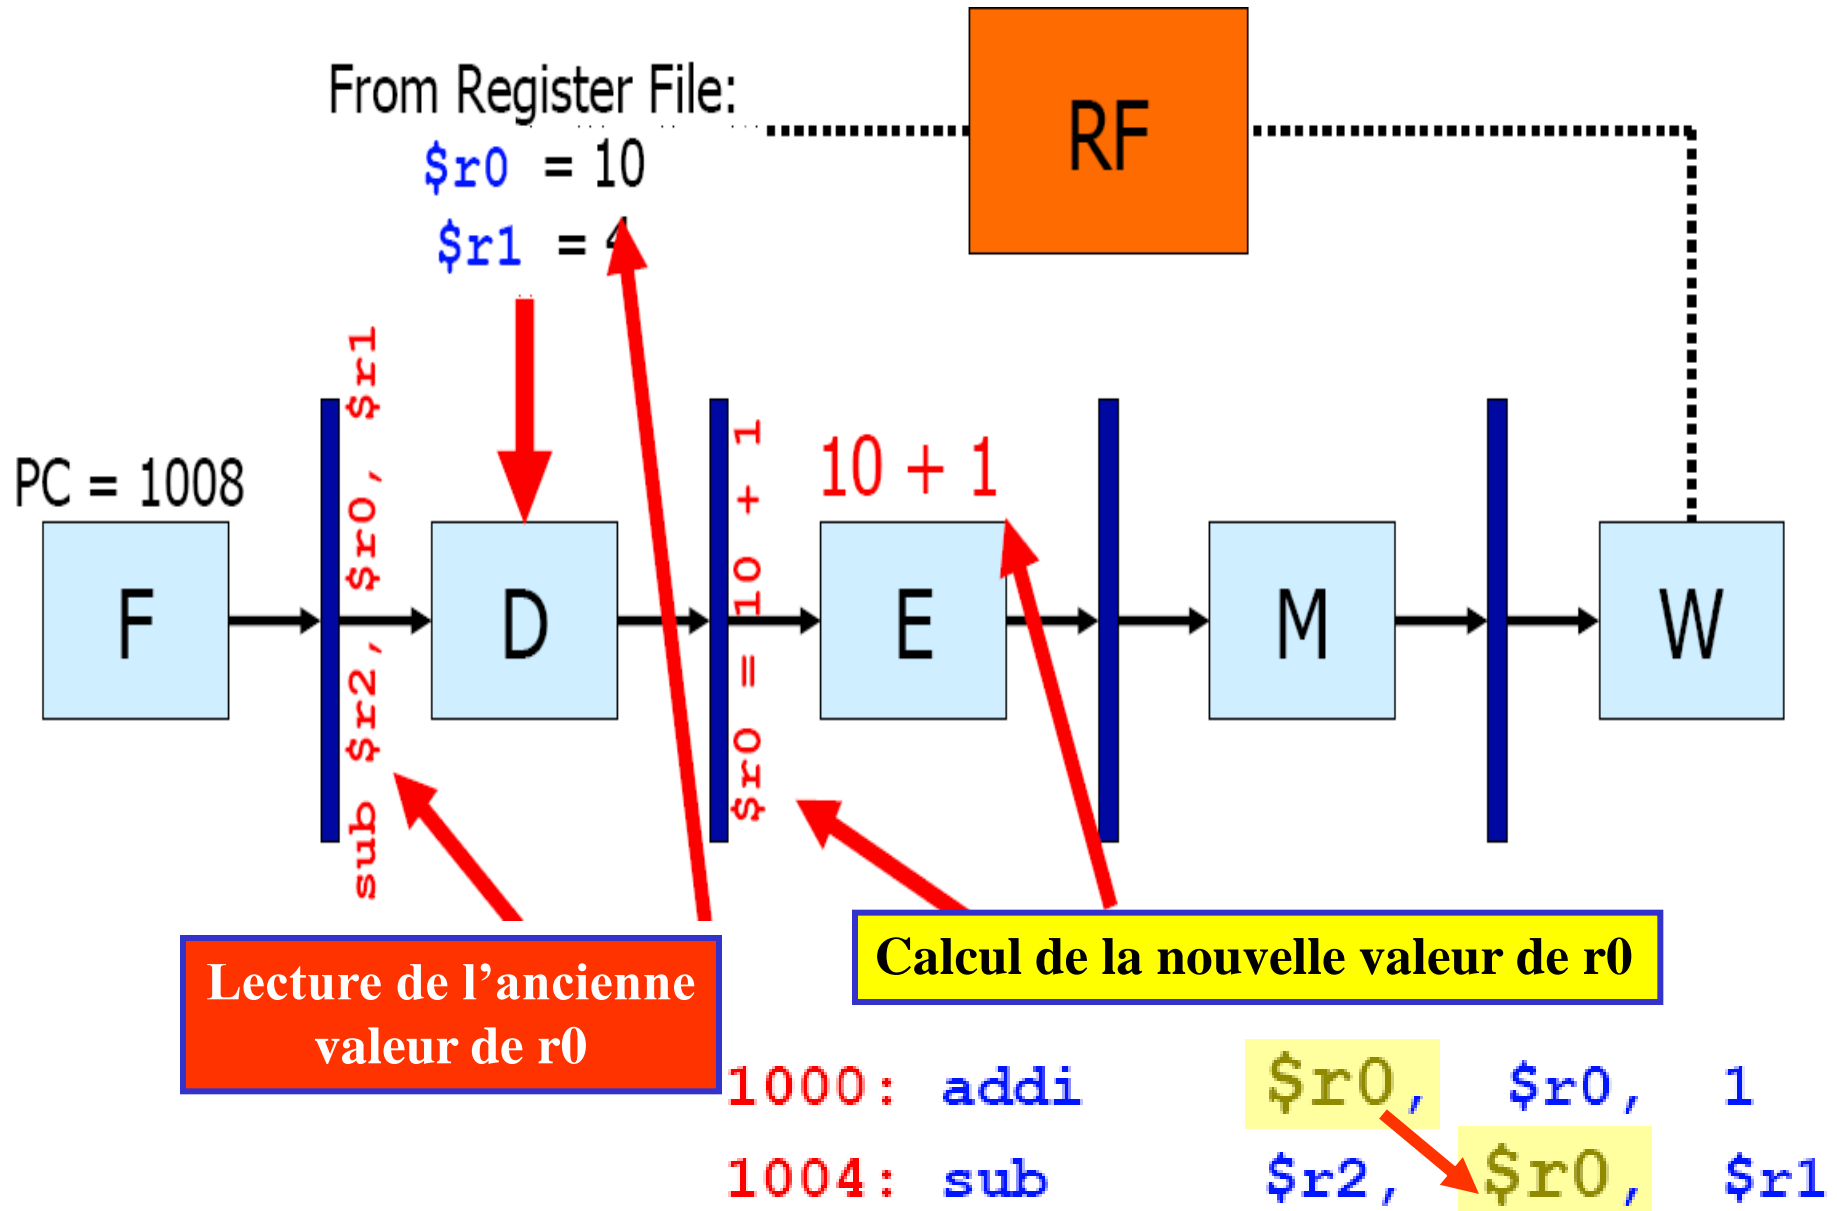 From Register File:
$r0 = 10
$r1 = 4
RF
PC = 1008
sub $r2, $r0, $r1
$r0 = 10 + 1
10 + 1
F
D
E
M
W
Lecture de l’ancienne
valeur de r0
Calcul de la nouvelle valeur de r0
1000: addi $r0, $r0, 1
1004: sub $r2, $r0, $r1